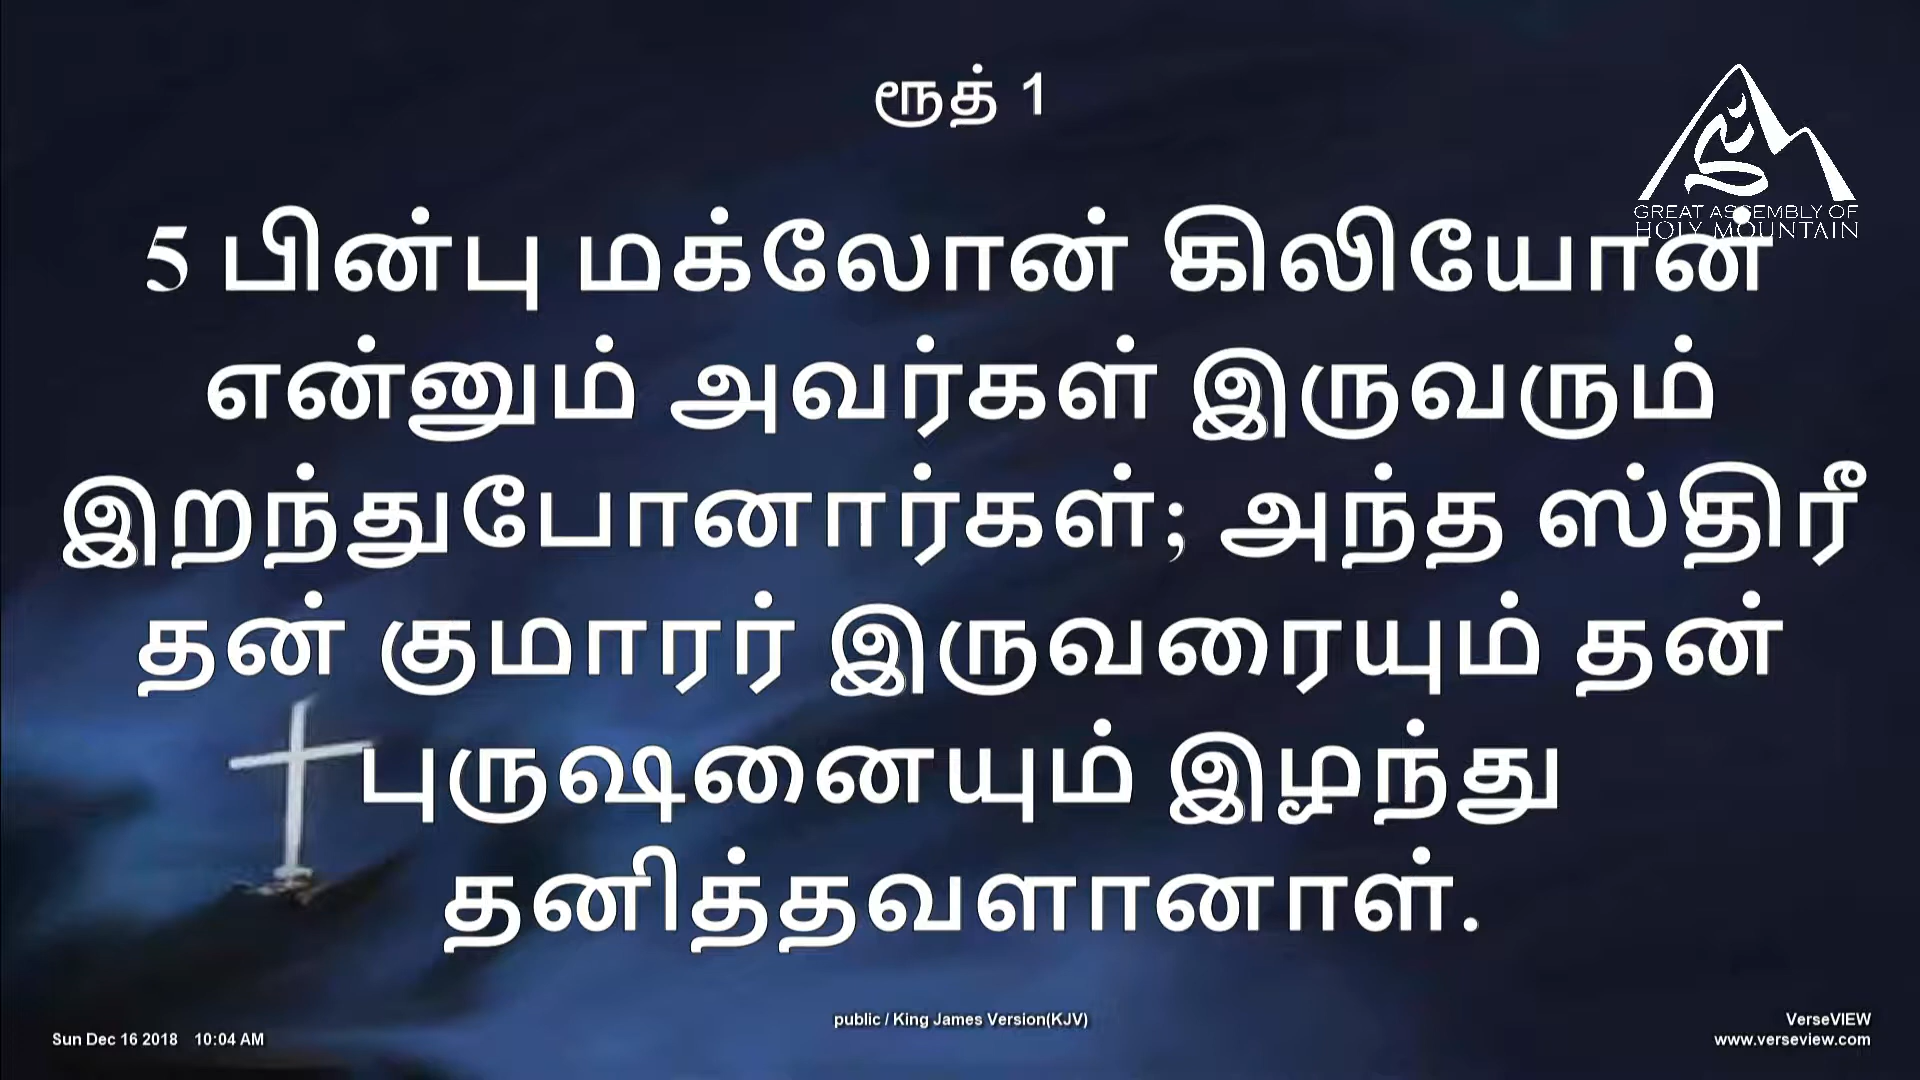 ரூத் 1
GREAT ASSEMBLY OF
HOLY MOUNTAIN
5 பின்பு மக்லோன் கிலியோன்
என்னும் அவர்கள் இருவரும்
இறந்துபோனார்கள்; அந்த ஸ்திரீ
தன் குமாரர் இருவரையும் தன்
புருஷனையும் இழந்து
தனித்தவளானாள்.
public / King James Version(KJV)
Sun Dec 16 2018 10:04 AM
VerseVIEW
www.verseview.com